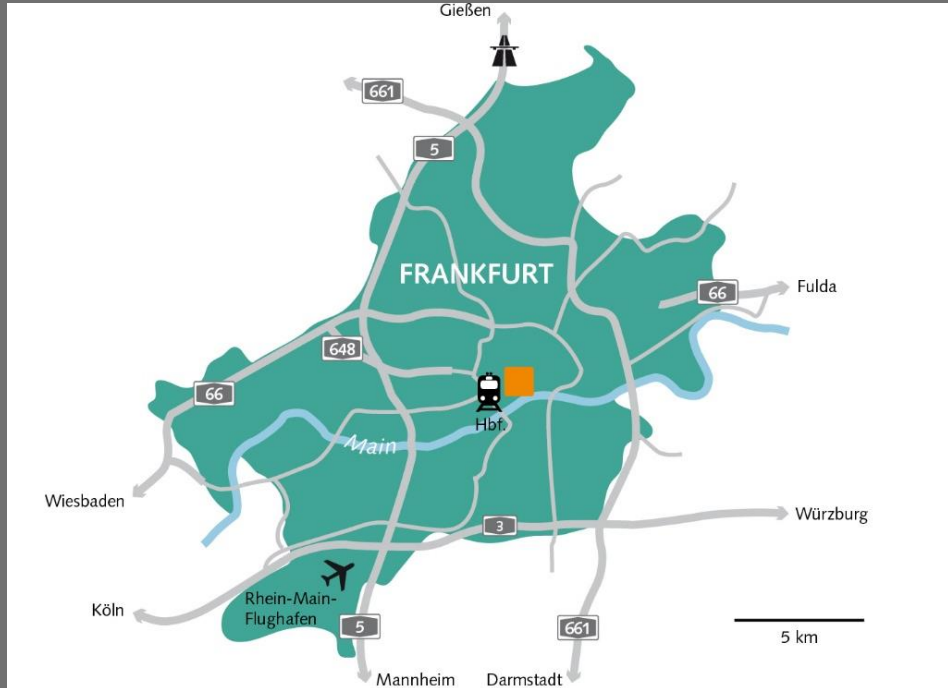 Gießen
661
5
FRANKFURT
66
Fulda
648
66
Hbf.
Main
Wiesbaden
3
Würzburg
Köln
Rhein-Main-
Flughafen
5
661
5 km
Mannheim
Darmstadt